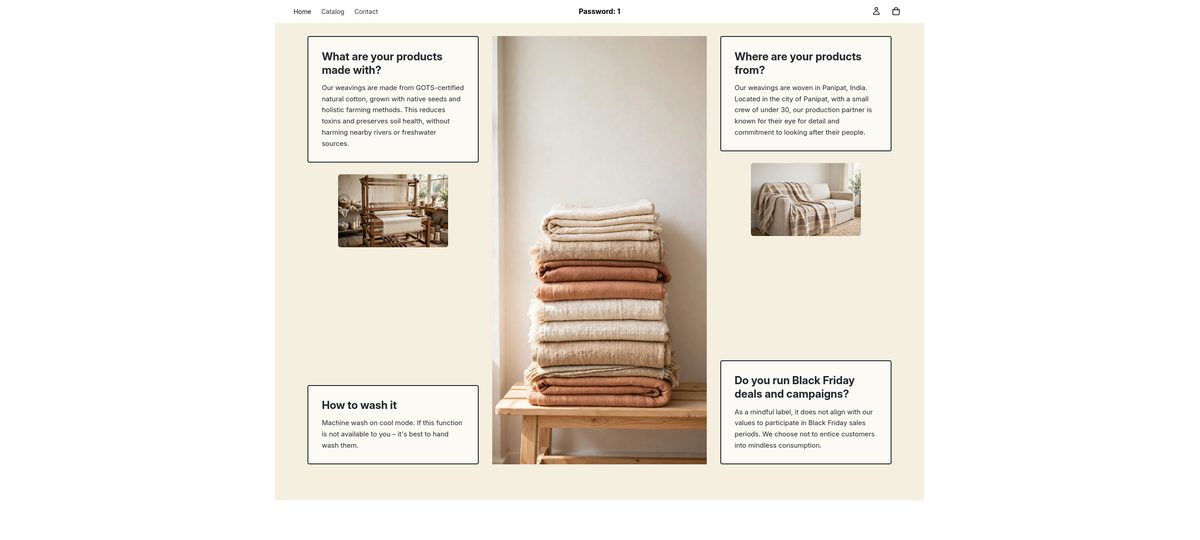 Home Catalog Contact
Password: 1
What are your products
made with?
Our weavings are made from GOTS-certified
natural cotton, grown with native seeds and
holistic farming methods. This reduces
toxins and preserves soil health, without
harming nearby rivers or freshwater
sources.
How to wash it
Machine wash on cool mode. If this function
is not available to you – it's best to hand
wash them.
Where are your products
from?
Our weavings are woven in Panipat, India.
Located in the city of Panipat, with a small
crew of under 30, our production partner is
known for their eye for detail and
commitment to looking after their people.
Do you run Black Friday
deals and campaigns?
As a mindful label, it does not align with our
values to participate in Black Friday sales
periods. We choose not to entice customers
into mindless consumption.